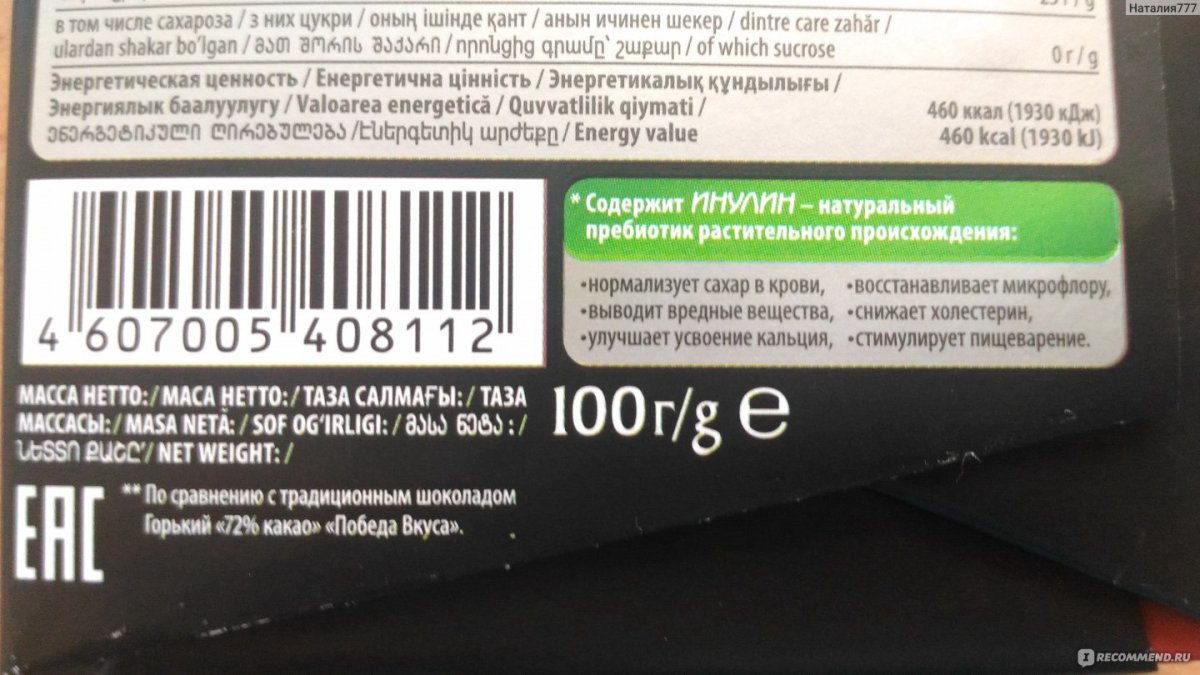 Наталия777
в том числе сахароза / з них цукри / оның ішінде қант / анын ичинен шекер / dintre care zahăr /
ulardan shakar bo'lgan / მათ შორის შაქარი / որոնցից գրամը՝ շաքար / of which sucrose
0 г / g
Энергетическая ценность / Енергетична цінність / Энергетикалық құндылығы /
Энергиялык баалуулугу / Valoarea energetică / Quvvatlilik qiymati /
ენერგეტიკული ღირებულება / Էներգետիկ արժեքը / Energy value
460 ккал (1930 кДж)
460 kcal (1930 kJ)
* Содержит ИНУЛИН – натуральный
пребиотик растительного происхождения:
•нормализует сахар в крови, •восстанавливает микрофлору,
•выводит вредные вещества, •снижает холестерин,
•улучшает усвоение кальция, •стимулирует пищеварение.
4 607005 408112
МАССА НЕТТО: / МАСА НЕТТО: / ТАЗА САЛМАҒЫ: / ТАЗА
МАССАСЫ: / MASA NETĂ: / SOF OG'IRLIGI: / მასა ნეტა : /
ՆԵՏՏՈ ՔԱՇԸ՝ / NET WEIGHT: /
100 г/g ℮
EAC
** По сравнению с традиционным шоколадом
Горький «72% какао» «Победа Вкуса».
IRECOMMEND.RU